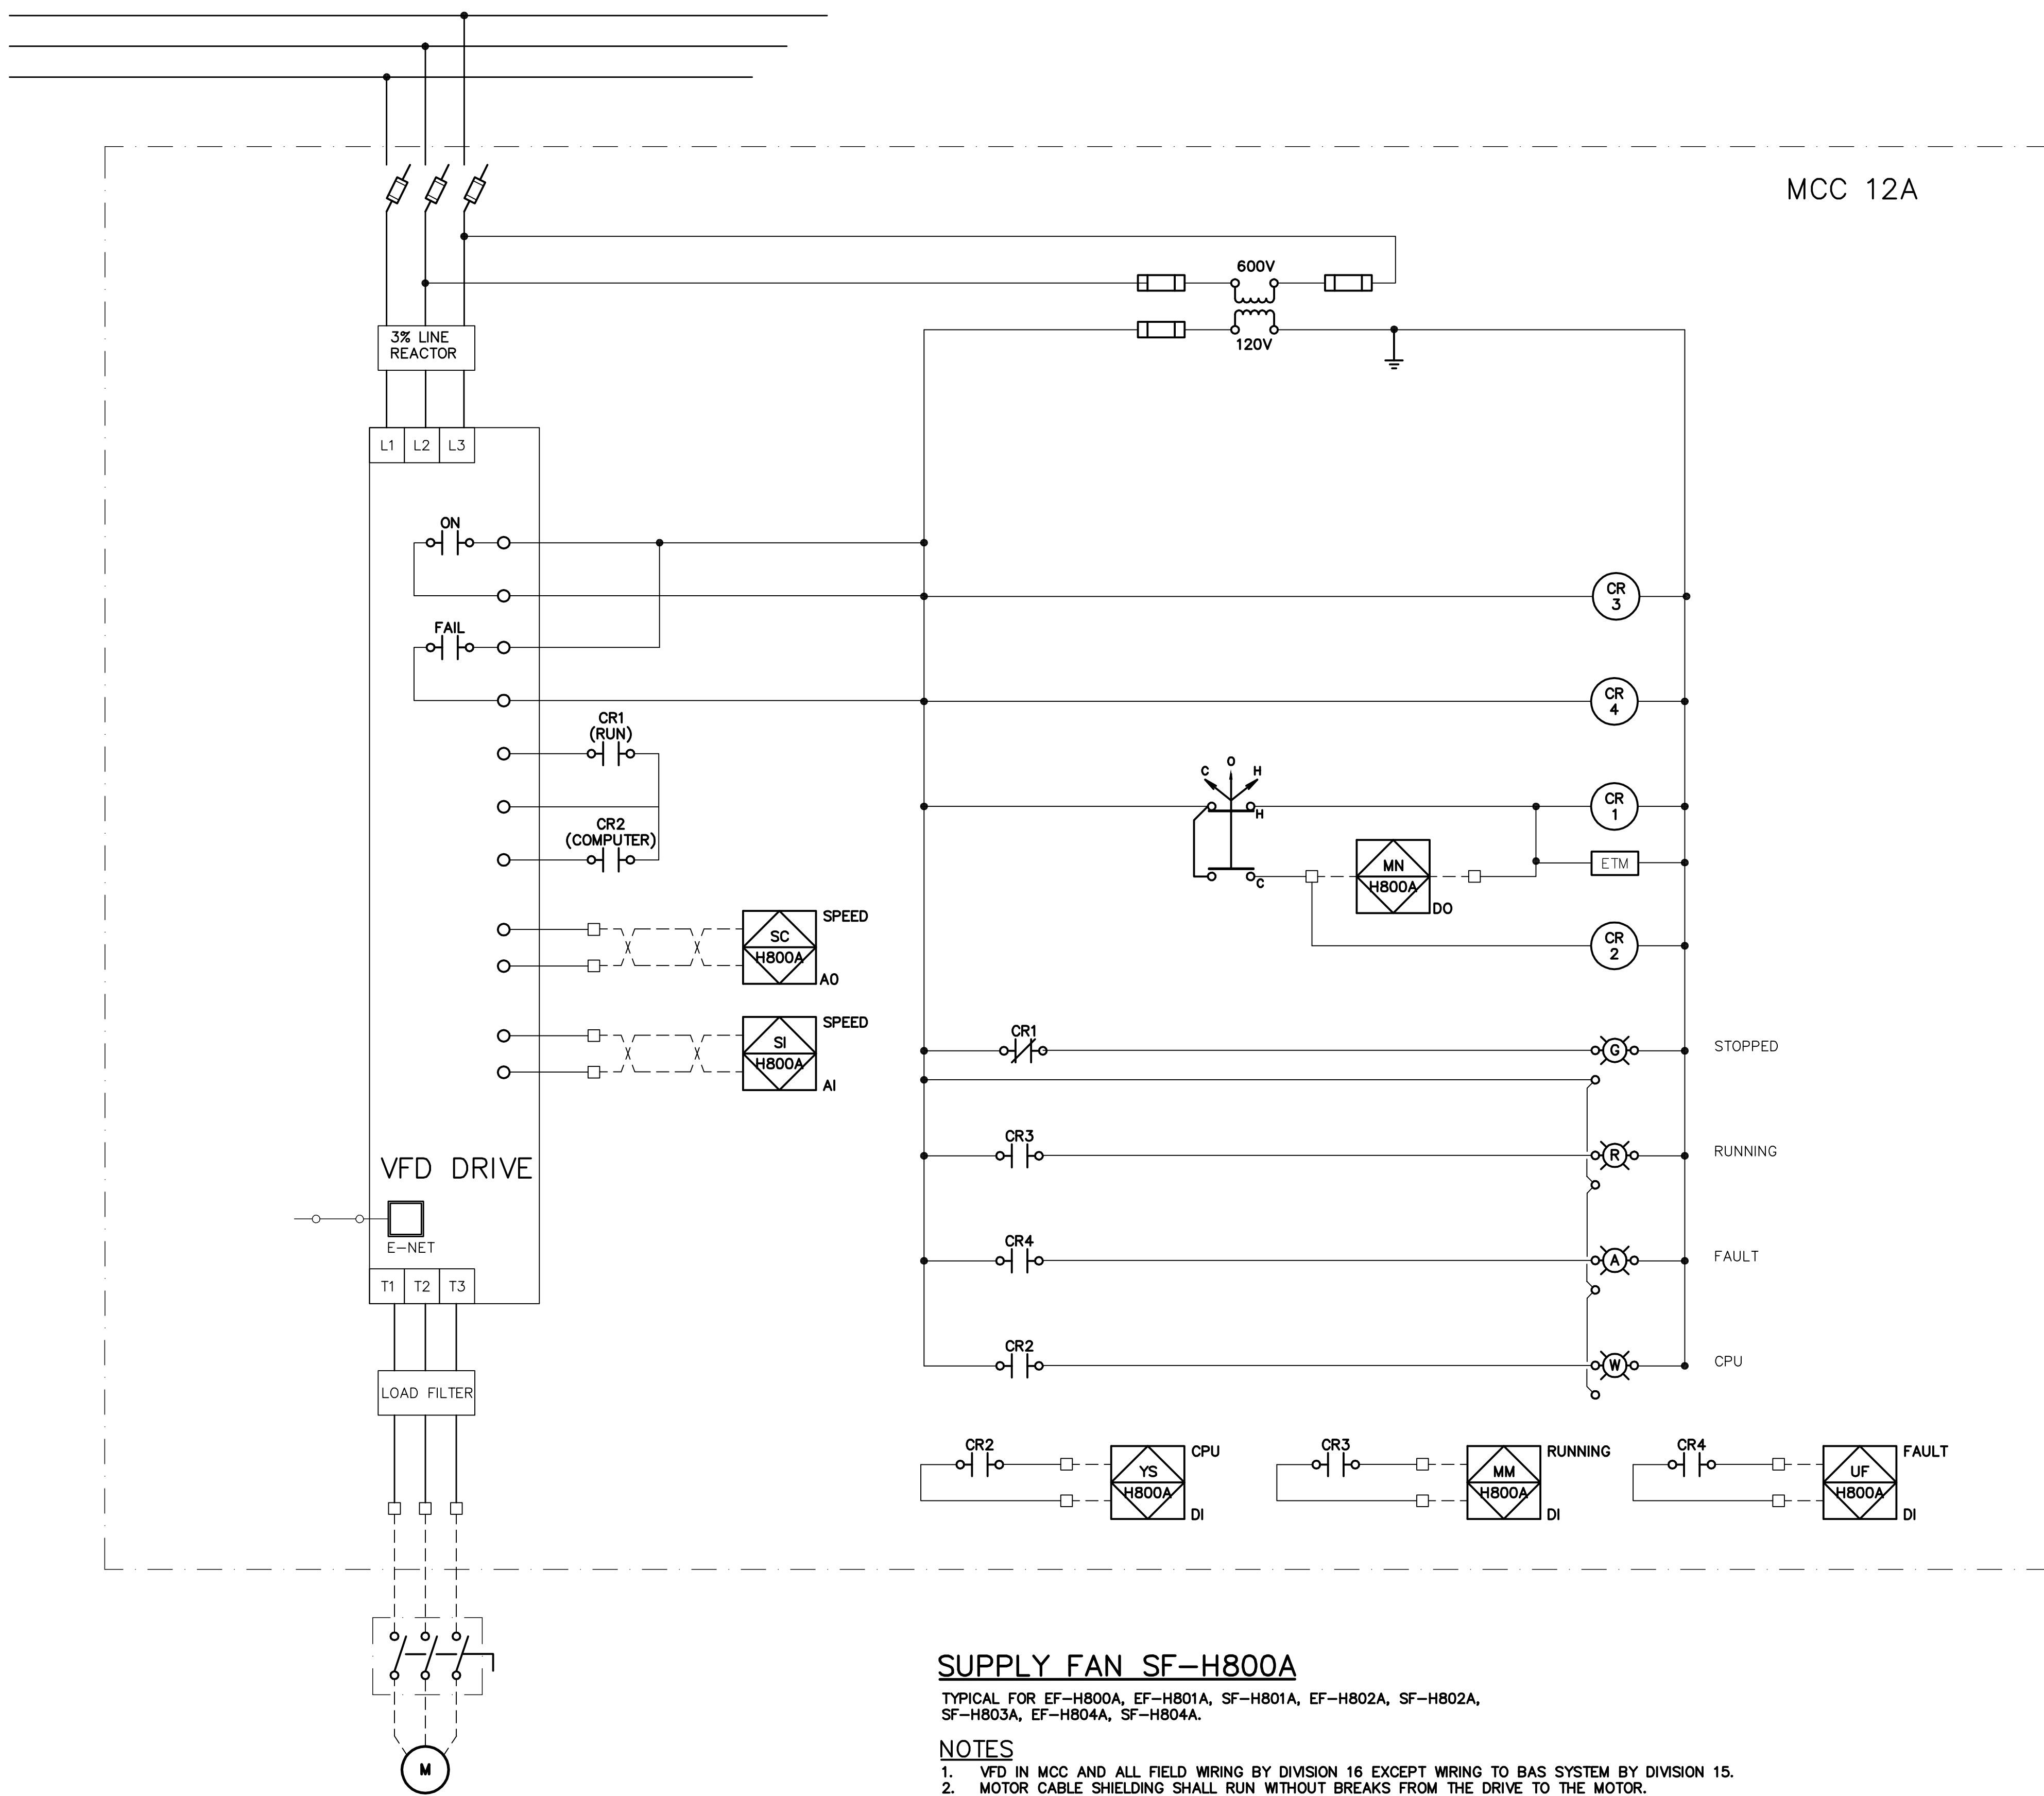 MCC 12A
600V
120V
3% LINE
REACTOR
L1 L2 L3
ON
FAIL
CR
3
CR
4
CR1
(RUN)
CR2
(COMPUTER)
C O H
H
C
CR
1
ETM
MN
H800A
DO
CR
2
SPEED
SC
H800A
AO
SPEED
SI
H800A
AI
CR1
G
STOPPED
CR3
R
RUNNING
CR4
A
FAULT
CR2
W
CPU
VFD DRIVE
E-NET
T1 T2 T3
LOAD FILTER
CR2
CPU
YS
H800A
DI
CR3
RUNNING
MM
H800A
DI
CR4
FAULT
UF
H800A
DI
M
SUPPLY FAN SF-H800A
TYPICAL FOR EF-H800A, EF-H801A, SF-H801A, EF-H802A, SF-H802A,
SF-H803A, EF-H804A, SF-H804A.
NOTES
1. VFD IN MCC AND ALL FIELD WIRING BY DIVISION 16 EXCEPT WIRING TO BAS SYSTEM BY DIVISION 15.
2. MOTOR CABLE SHIELDING SHALL RUN WITHOUT BREAKS FROM THE DRIVE TO THE MOTOR.